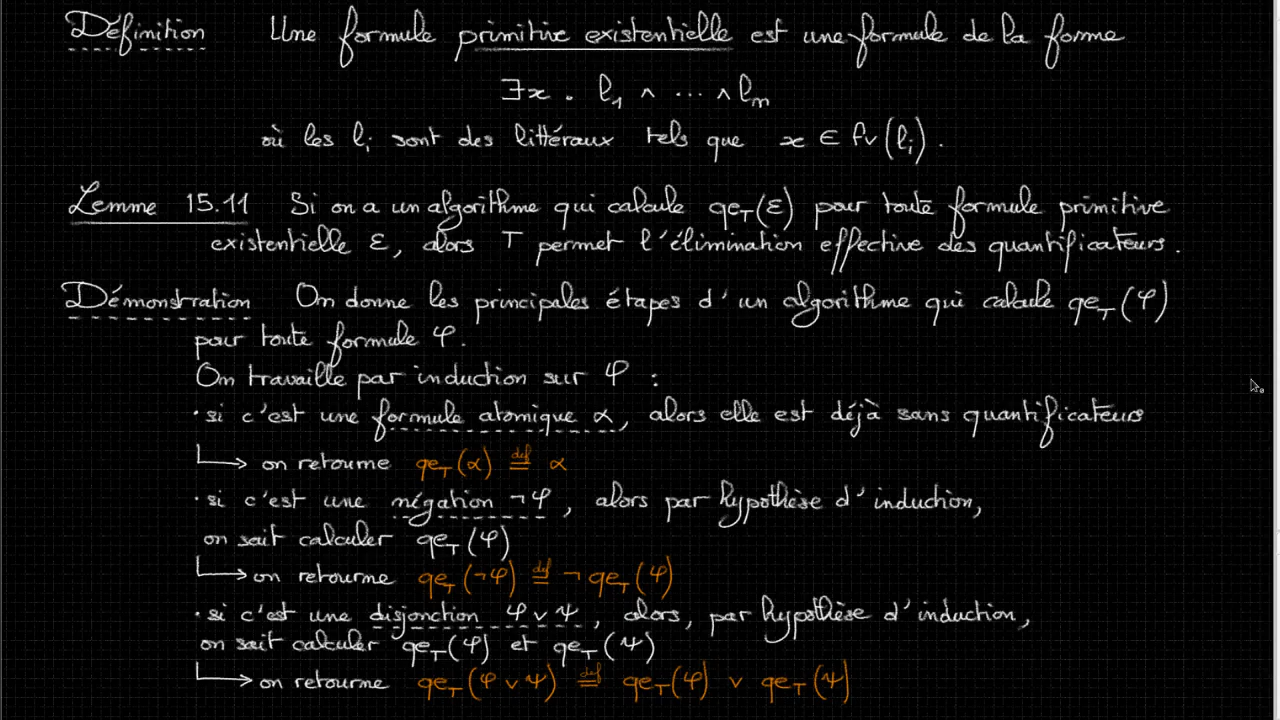 Définition Une formule primitive existentielle est une formule de la forme
∃x . l₁ ∧ ... ∧ lₘ
où les lᵢ sont des littéraux tels que x ∈ fv(lᵢ).
Lemme 15.11 Si on a un algorithme qui calcule qe_T(ε) pour toute formule primitive
existentielle ε, alors T permet l'élimination effective des quantificateurs.
Démonstration On donne les principales étapes d'un algorithme qui calcule qe_T(φ)
pour toute formule φ.
On travaille par induction sur φ :
· si c'est une formule atomique α, alors elle est déjà sans quantificateurs
↳ on retourne qe_T(α) ≝ α
· si c'est une négation ¬φ, alors par hypothèse d'induction,
on sait calculer qe_T(φ)
↳ on retourne qe_T(¬φ) ≝ ¬qe_T(φ)
· si c'est une disjonction φ ∨ ψ, alors, par hypothèse d'induction,
on sait calculer qe_T(φ) et qe_T(ψ)
↳ on retourne qe_T(φ ∨ ψ) ≝ qe_T(φ) ∨ qe_T(ψ)